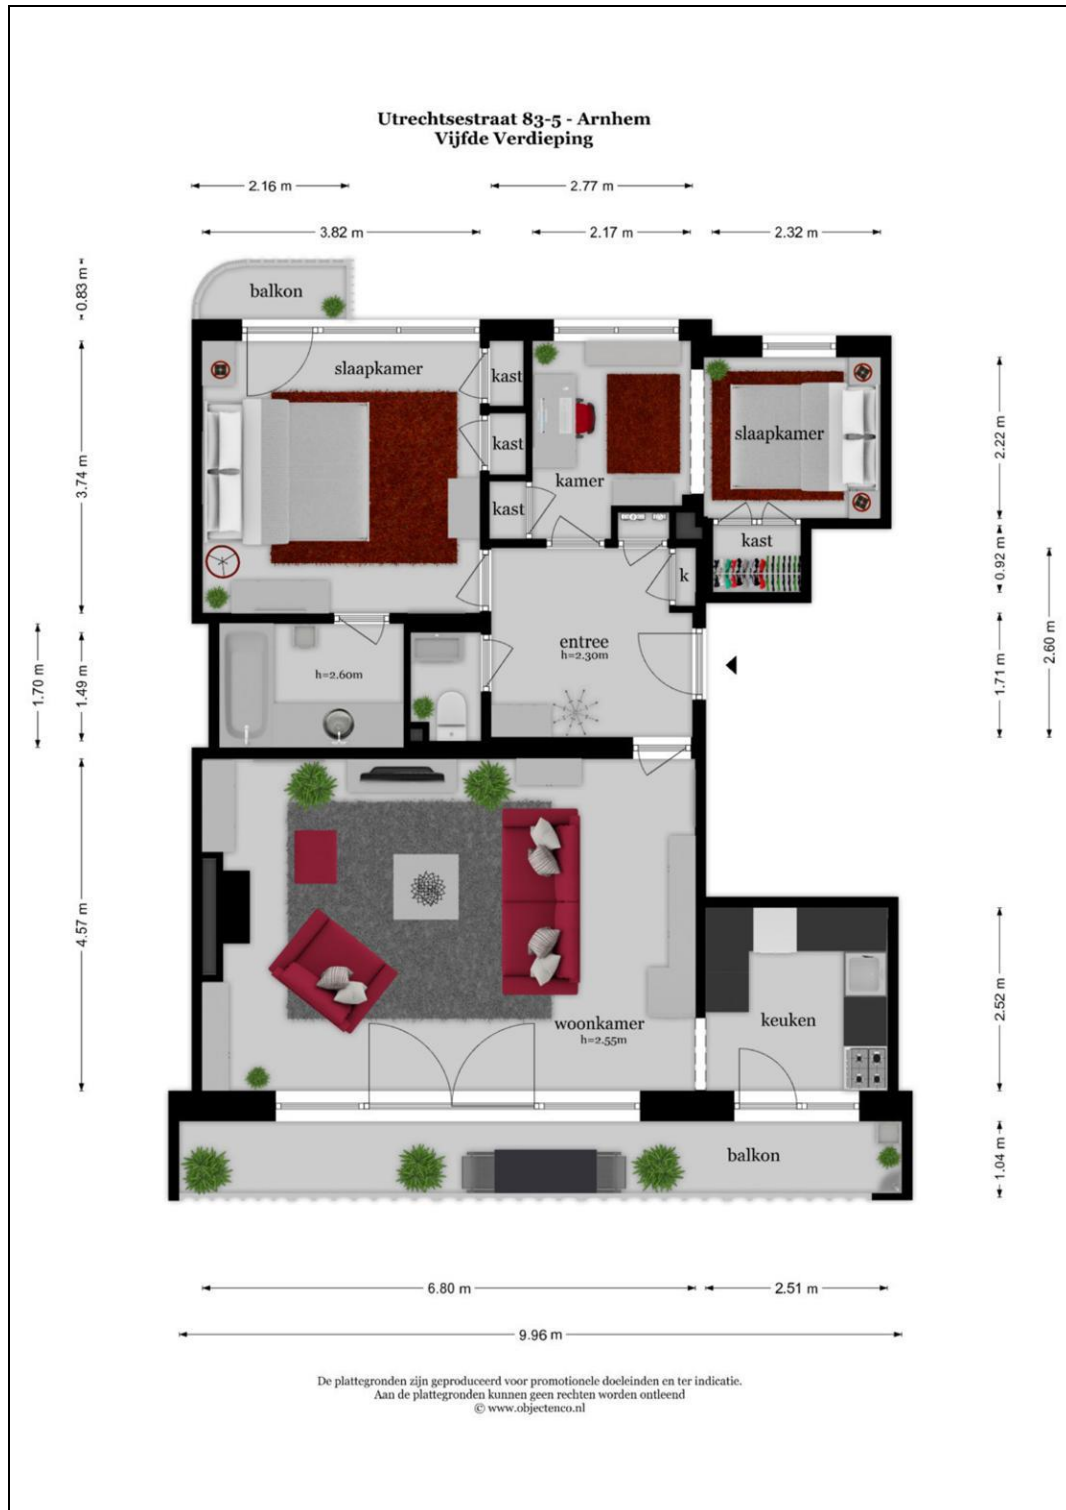 Utrechtsestraat 83-5 - Arnhem
Vijfde Verdieping
2.16 m
2.77 m
3.82 m
2.17 m
2.32 m
0.83 m
balkon
slaapkamer
kast
kast
kast
kamer
slaapkamer
kast
k
3.74 m
2.22 m
0.92 m
2.60 m
1.71 m
entree
h=2.30m
h=2.60m
1.70 m
1.49 m
4.57 m
woonkamer
h=2.55m
keuken
2.52 m
balkon
1.04 m
6.80 m
2.51 m
9.96 m
De plattegronden zijn geproduceerd voor promotionele doeleinden en ter indicatie.
Aan de plattegronden kunnen geen rechten worden ontleend
© www.objectenco.nl